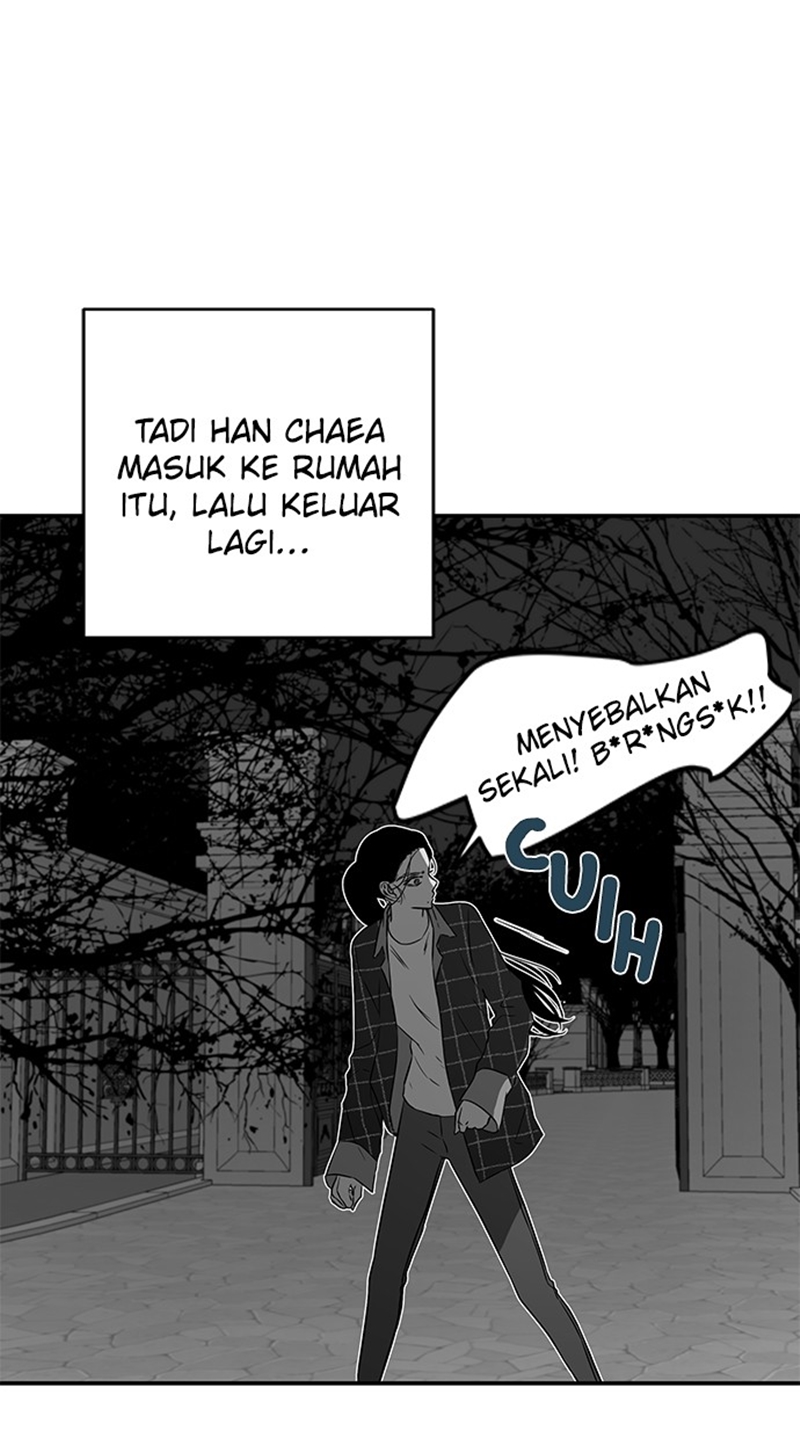 TADI HAN CHAEA
MASUK KE RUMAH
ITU, LALU KELUAR
LAGI...
MENYEBALKAN
SEKALI! B*R*NGS*K!!
CUIH